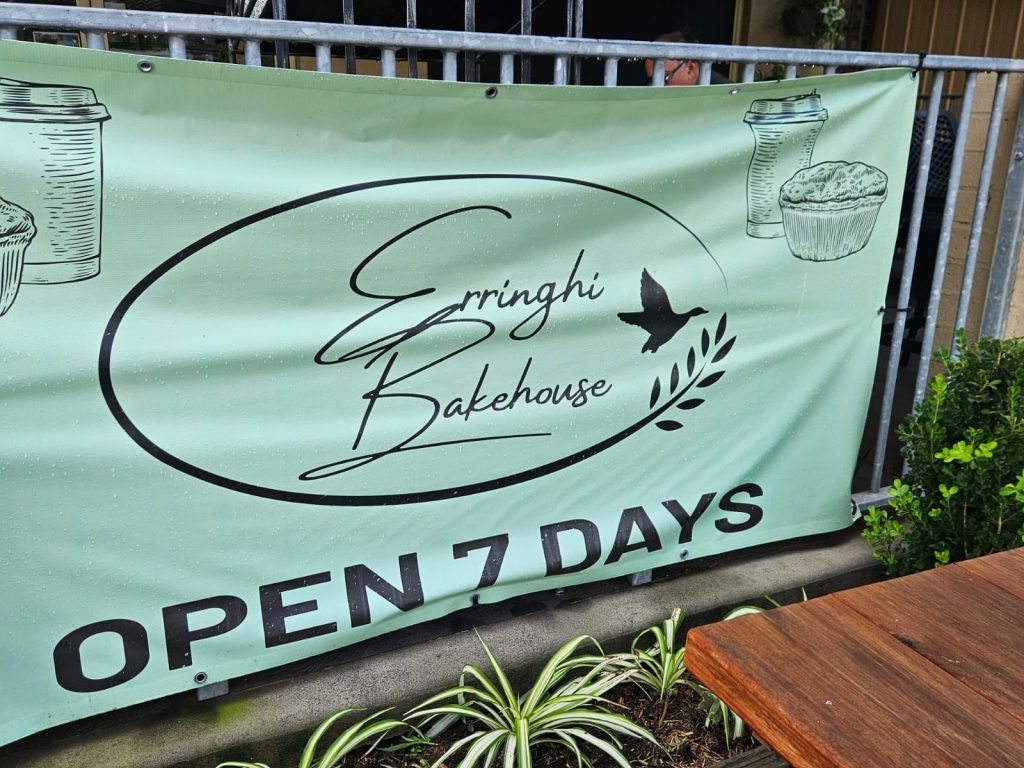 Erringhi
Bakehouse
OPEN 7 DAYS